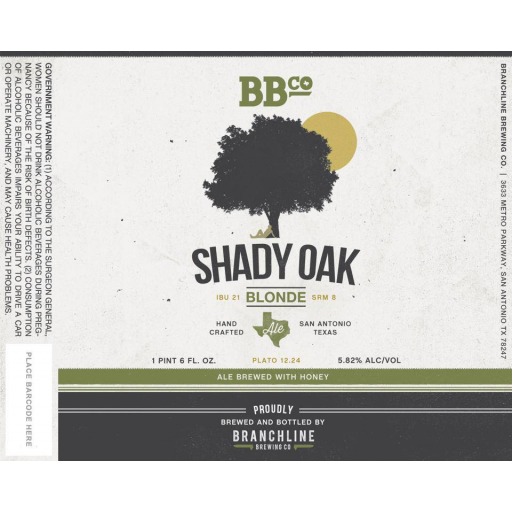 BBCO
SHADY OAK
IBU 21 BLONDE SRM 8
HAND CRAFTED
Ale
SAN ANTONIO TEXAS
1 PINT 6 FL. OZ.
PLATO 12.24
5.82% ALC/VOL
ALE BREWED WITH HONEY
PROUDLY
BREWED AND BOTTLED BY
BRANCHLINE
BREWING CO
GOVERNMENT WARNING: (1) ACCORDING TO THE SURGEON GENERAL,
WOMEN SHOULD NOT DRINK ALCOHOLIC BEVERAGES DURING PREG-
NANCY BECAUSE OF THE RISK OF BIRTH DEFECTS. (2) CONSUMPTION
OF ALCOHOLIC BEVERAGES IMPAIRS YOUR ABILITY TO DRIVE A CAR
OR OPERATE MACHINERY, AND MAY CAUSE HEALTH PROBLEMS.
PLACE BARCODE HERE
BRANCHLINE BREWING CO. | 3633 METRO PARKWAY, SAN ANTONIO TX 78247